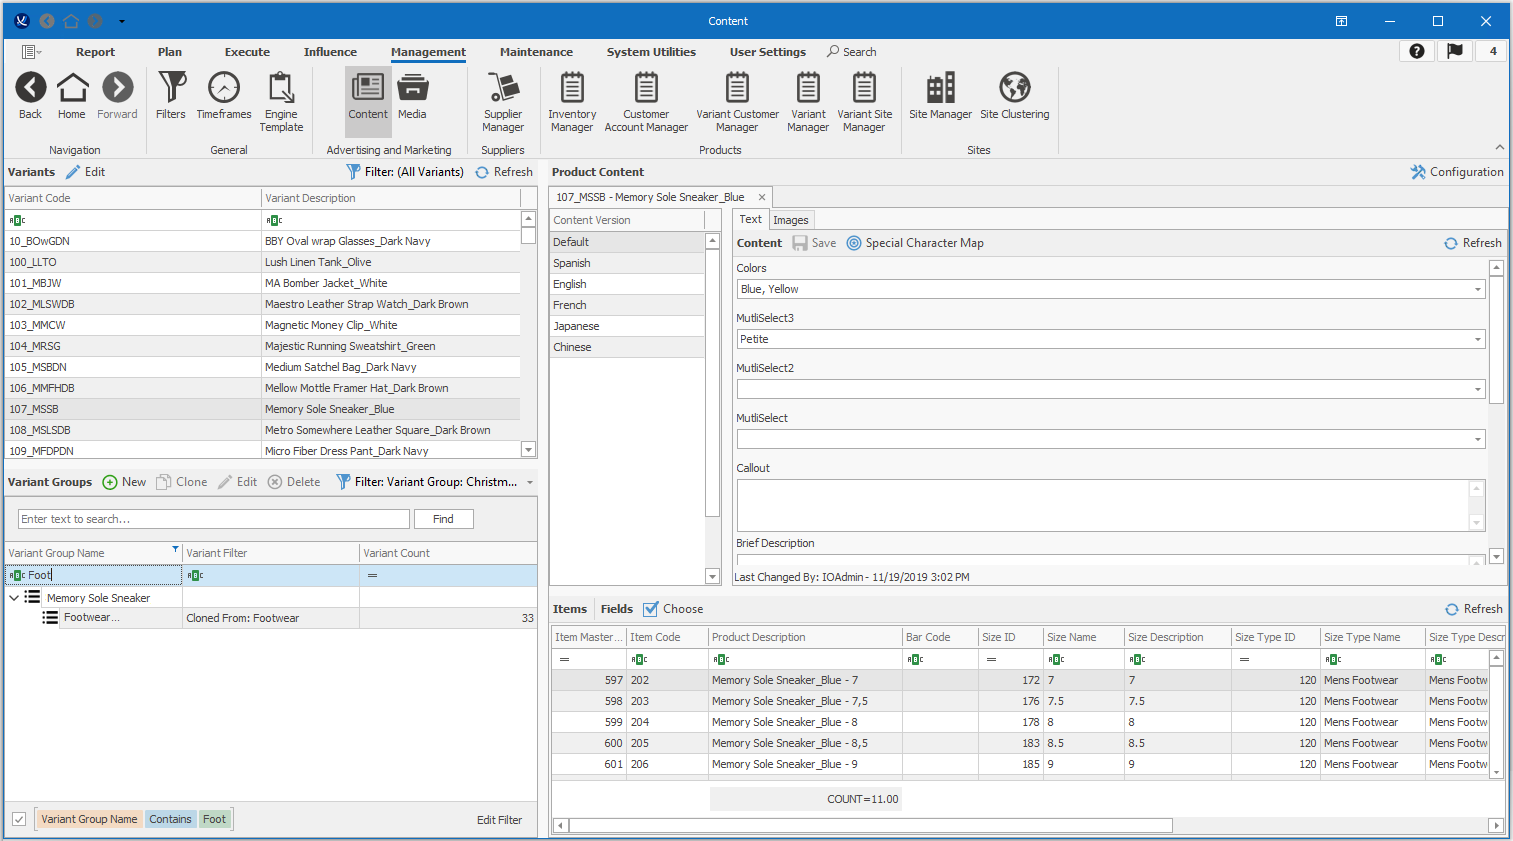 Content
Report Plan Execute Influence Management Maintenance System Utilities User Settings Search 4
Back Home Forward Filters Timeframes Engine Template Content Media Supplier Manager Inventory Manager Customer Account Manager Variant Customer Manager Variant Manager Variant Site Manager Site Manager Site Clustering
Navigation General Advertising and Marketing Suppliers Products Sites
Variants Edit Filter: (All Variants) Refresh
Variant Code Variant Description
ABC ABC
10_BOwGDN BBY Oval wrap Glasses_Dark Navy
100_LLTO Lush Linen Tank_Olive
101_MBJW MA Bomber Jacket_White
102_MLSWDB Maestro Leather Strap Watch_Dark Brown
103_MMCW Magnetic Money Clip_White
104_MRSG Majestic Running Sweatshirt_Green
105_MSBDN Medium Satchel Bag_Dark Navy
106_MMFHDB Mellow Mottle Framer Hat_Dark Brown
107_MSSB Memory Sole Sneaker_Blue
108_MSLSDB Metro Somewhere Leather Square_Dark Brown
109_MFDPDN Micro Fiber Dress Pant_Dark Navy
Variant Groups New Clone Edit Delete Filter: Variant Group: Christm...
Enter text to search... Find
Variant Group Name Variant Filter Variant Count
ABC Foot ABC =
Memory Sole Sneaker
Footwear... Cloned From: Footwear 33
Variant Group Name Contains Foot Edit Filter
Product Content Configuration
107_MSSB - Memory Sole Sneaker_Blue
Content Version
Default
Spanish
English
French
Japanese
Chinese
Text Images
Content Save Special Character Map Refresh
Colors
Blue, Yellow
MutliSelect3
Petite
MutliSelect2
MutliSelect
Callout
Brief Description
Last Changed By: IOAdmin - 11/19/2019 3:02 PM
Items Fields Choose Refresh
Item Master... Item Code Product Description Bar Code Size ID Size Name Size Description Size Type ID Size Type Name Size Type Descr
= ABC ABC ABC = ABC ABC = ABC ABC
597 202 Memory Sole Sneaker_Blue - 7 172 7 7 120 Mens Footwear Mens Footw
598 203 Memory Sole Sneaker_Blue - 7,5 176 7.5 7.5 120 Mens Footwear Mens Footw
599 204 Memory Sole Sneaker_Blue - 8 178 8 8 120 Mens Footwear Mens Footw
600 205 Memory Sole Sneaker_Blue - 8,5 183 8.5 8.5 120 Mens Footwear Mens Footw
601 206 Memory Sole Sneaker_Blue - 9 185 9 9 120 Mens Footwear Mens Footw
COUNT=11.00